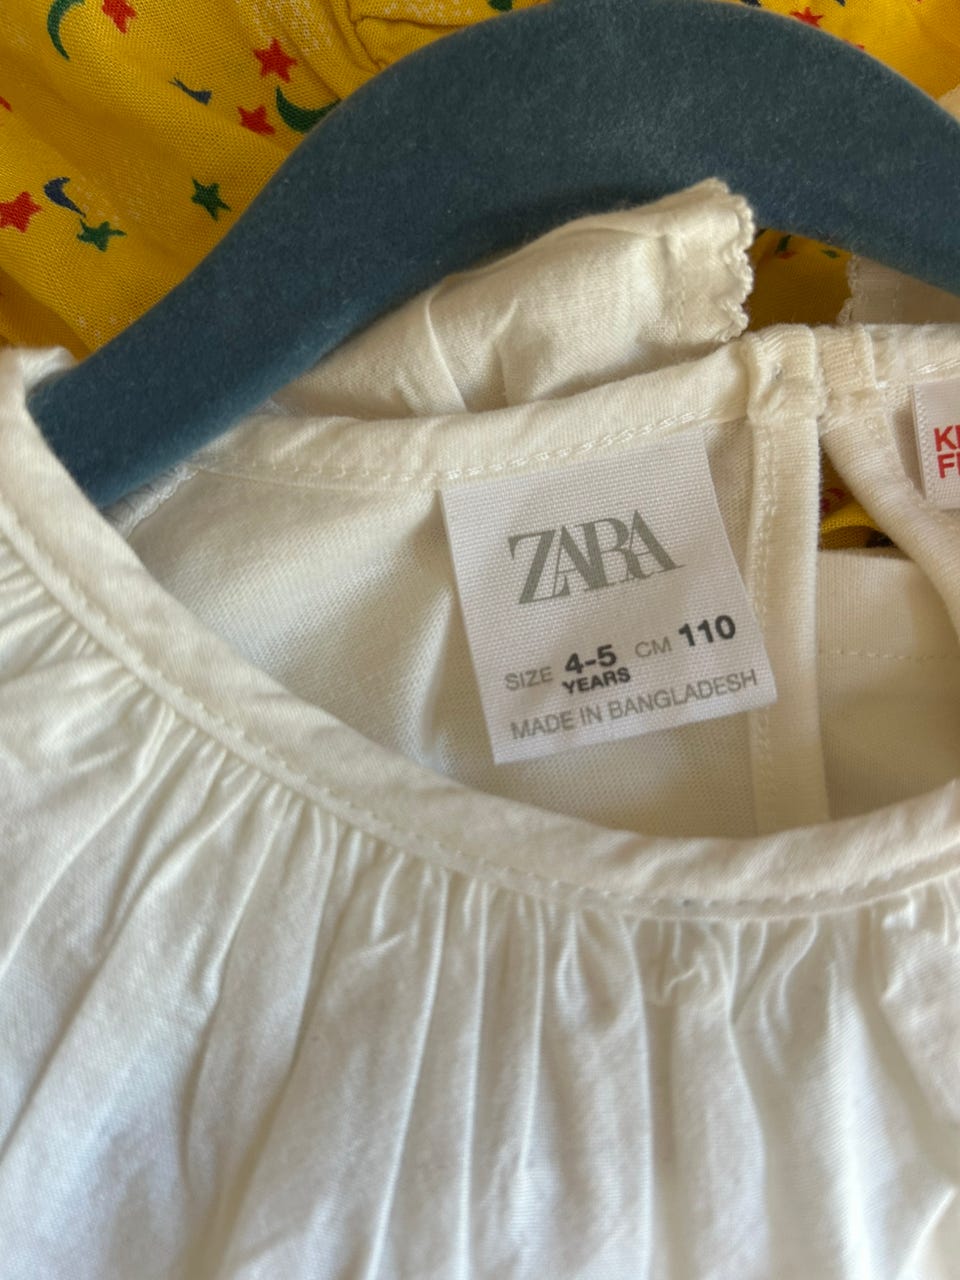 ZARA
SIZE 4-5 CM 110
YEARS
MADE IN BANGLADESH